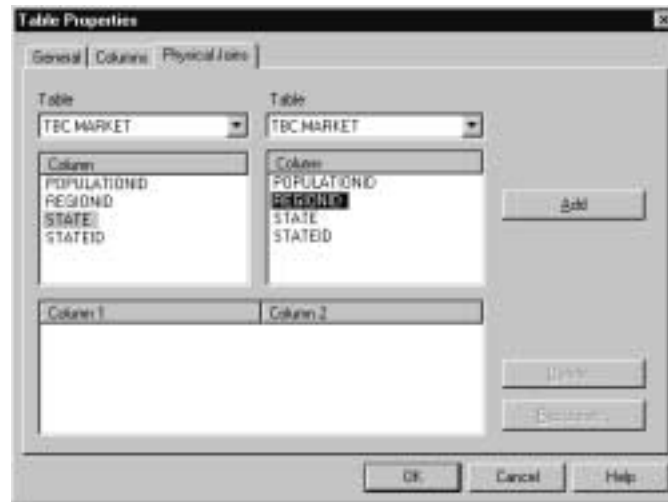 Table Properties
General Columns Physical Joins
Table Table
TBC.MARKET TBC.MARKET
Column Column
POPULATIONID POPULATIONID
REGIONID REGIONID
STATE STATE
STATEID STATEID
Add
Column 1 Column 2
OK Cancel Help